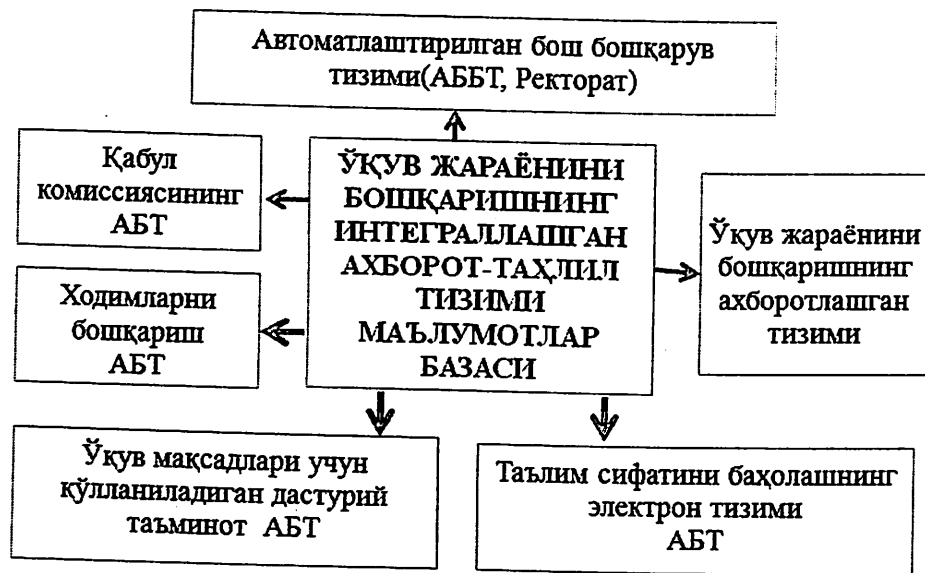 Автоматлаштирилган бош бошқарув
тизими(АББТ, Ректорат)
Қабул
комиссиясининг
АБТ
ЎҚУВ ЖАРАЁНИНИ
БОШҚАРИШНИНГ
ИНТЕГРАЛЛАШГАН
АХБОРОТ-ТАҲЛИЛ
ТИЗИМИ
МАЪЛУМОТЛАР
БАЗАСИ
Ўқув жараёнини
бошқаришнинг
ахборотлашган
тизими
Ходимларни
бошқариш
АБТ
Ўқув мақсадлари учун
қўлланиладиган дастурий
таъминот АБТ
Таълим сифатини баҳолашнинг
электрон тизими
АБТ